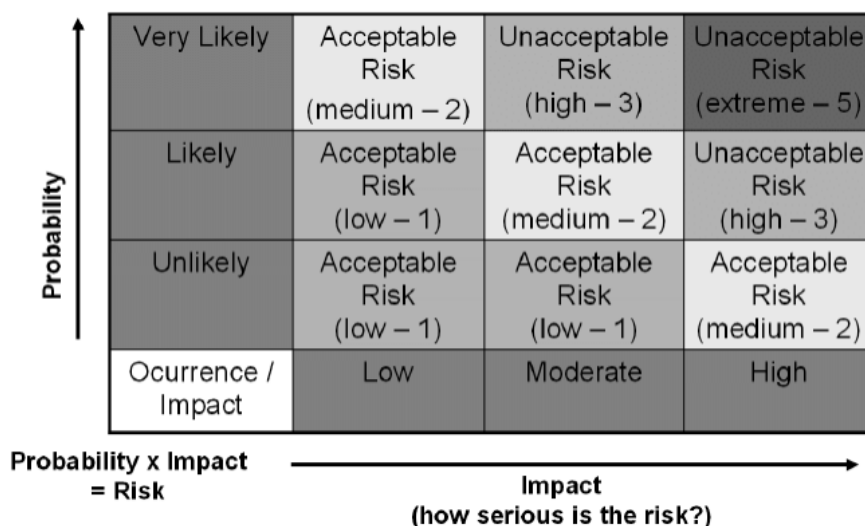 Very Likely
Acceptable
Risk
(medium – 2)
Unacceptable
Risk
(high – 3)
Unacceptable
Risk
(extreme – 5)
Likely
Acceptable
Risk
(low – 1)
Acceptable
Risk
(medium – 2)
Unacceptable
Risk
(high – 3)
Unlikely
Acceptable
Risk
(low – 1)
Acceptable
Risk
(low – 1)
Acceptable
Risk
(medium – 2)
Ocurrence /
Impact
Low
Moderate
High
Probability
Probability x Impact
= Risk
Impact
(how serious is the risk?)